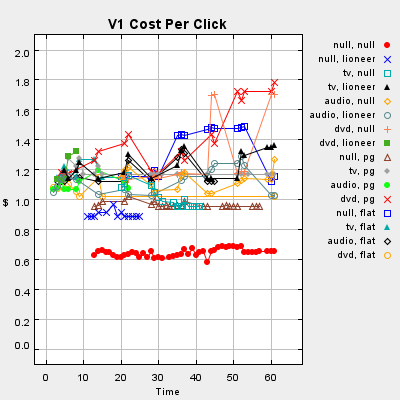 V1 Cost Per Click
2.0
1.8
1.6
1.4
1.2
1.0
0.8
0.6
0.4
0.2
0.0
$
0 10 20 30 40 50 60
Time
null, null
null, lioneer
tv, null
tv, lioneer
audio, null
audio, lioneer
dvd, null
dvd, lioneer
null, pg
tv, pg
audio, pg
dvd, pg
null, flat
tv, flat
audio, flat
dvd, flat